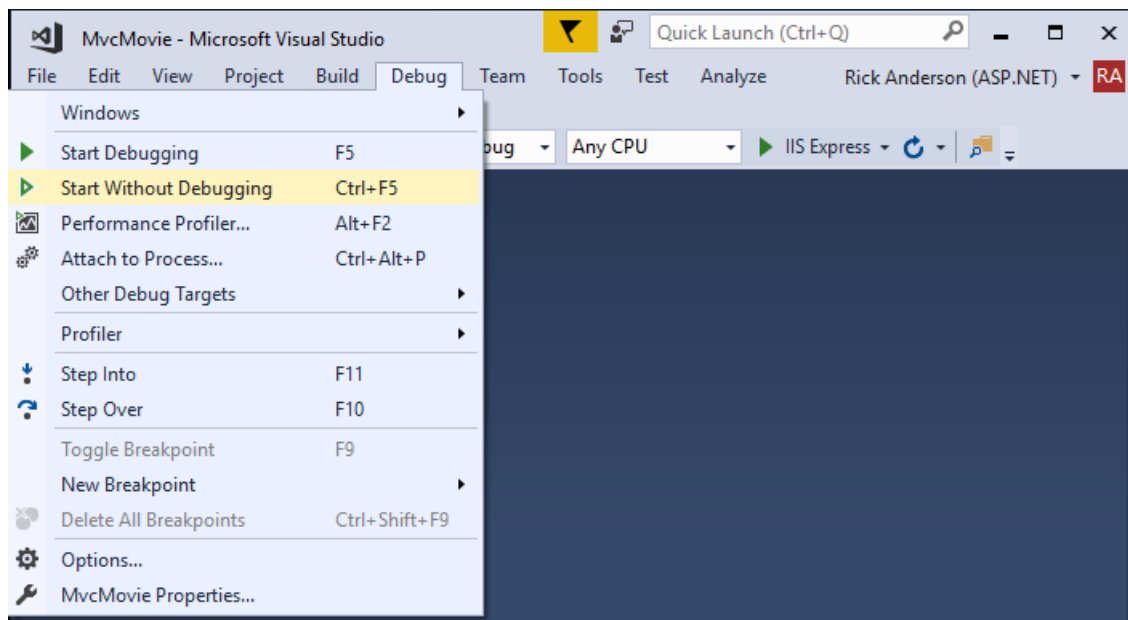 MvcMovie - Microsoft Visual Studio
Quick Launch (Ctrl+Q)
File Edit View Project Build Debug Team Tools Test Analyze Rick Anderson (ASP.NET) RA
bug Any CPU IIS Express
Windows
Start Debugging F5
Start Without Debugging Ctrl+F5
Performance Profiler... Alt+F2
Attach to Process... Ctrl+Alt+P
Other Debug Targets
Profiler
Step Into F11
Step Over F10
Toggle Breakpoint F9
New Breakpoint
Delete All Breakpoints Ctrl+Shift+F9
Options...
MvcMovie Properties...